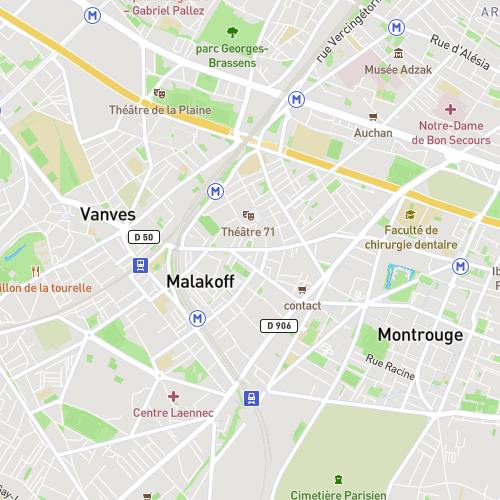 – Gabriel Pallez
M
parc Georges-
Brassens
rue Vercingétorix
M
Rue d'Alésia
AR
Musée Adzak
Théâtre de la Plaine
M
Auchan
Notre-Dame
de Bon Secours
M
Vanves
Théâtre 71
D 50
Faculté de
chirurgie dentaire
M
Ib
illon de la tourelle
Malakoff
contact
M
D 906
Montrouge
Rue Racine
Centre Laennec
Cimetière Parisien